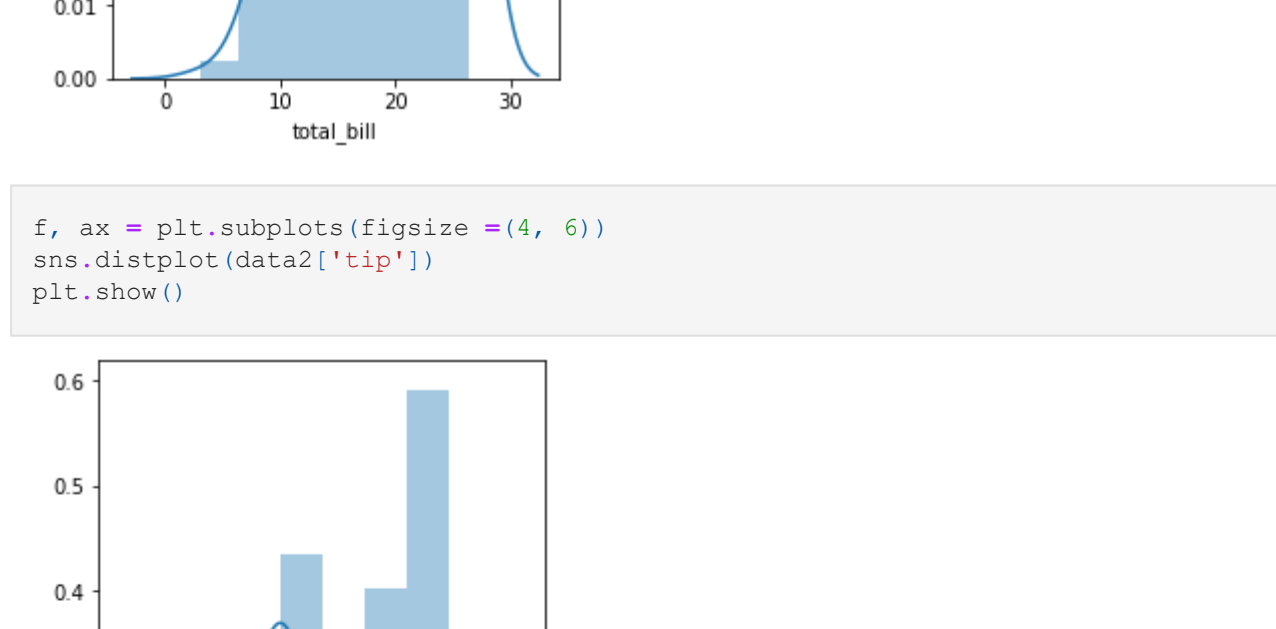 0.01
0.00
0 10 20 30
total_bill
f, ax = plt.subplots(figsize =(4, 6))
sns.distplot(data2['tip'])
plt.show()
0.6
0.5
0.4